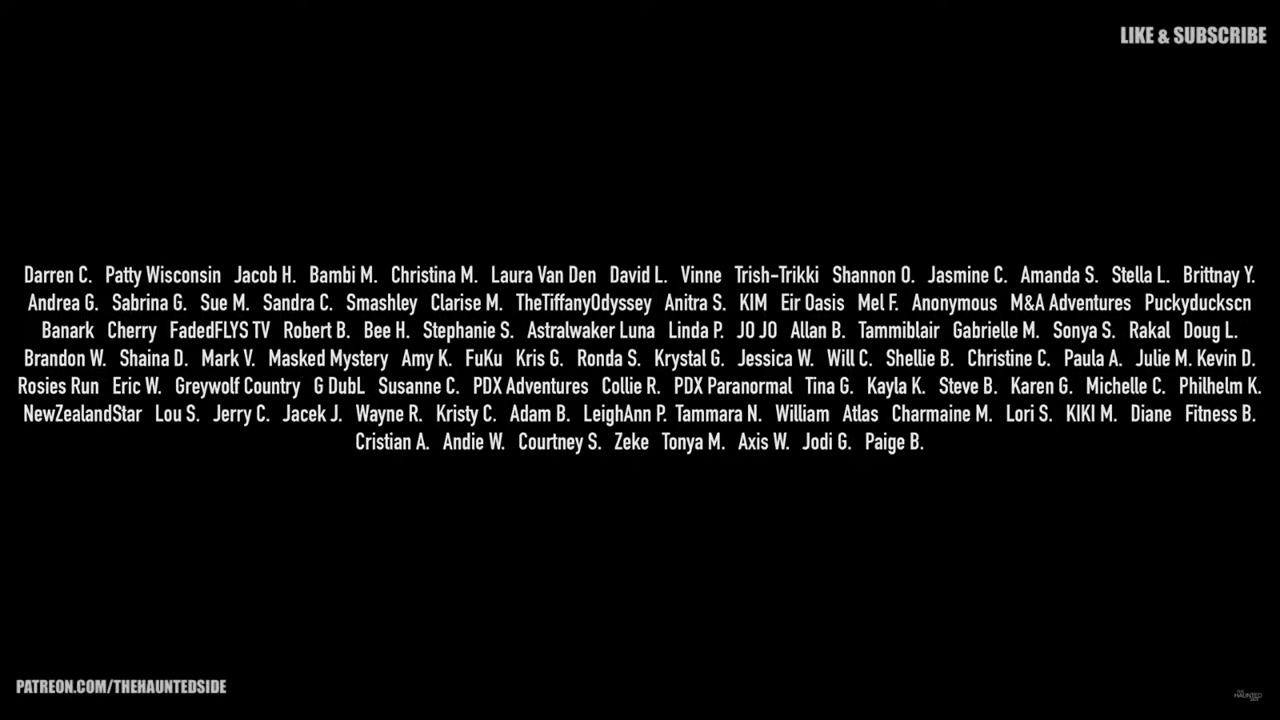 LIKE & SUBSCRIBE
Darren C. Patty Wisconsin Jacob H. Bambi M. Christina M. Laura Van Den David L. Vinne Trish-Trikki Shannon O. Jasmine C. Amanda S. Stella L. Brittnay Y.
Andrea G. Sabrina G. Sue M. Sandra C. Smashley Clarise M. TheTiffanyOdyssey Anitra S. KIM Eir Oasis Mel F. Anonymous M&A Adventures Puckyduckscn
Banark Cherry FadedFLYS TV Robert B. Bee H. Stephanie S. Astralwaker Luna Linda P. JO JO Allan B. Tammiblair Gabrielle M. Sonya S. Rakal Doug L.
Brandon W. Shaina D. Mark V. Masked Mystery Amy K. FuKu Kris G. Ronda S. Krystal G. Jessica W. Will C. Shellie B. Christine C. Paula A. Julie M. Kevin D.
Rosies Run Eric W. Greywolf Country G DubL Susanne C. PDX Adventures Collie R. PDX Paranormal Tina G. Kayla K. Steve B. Karen G. Michelle C. Philhelm K.
NewZealandStar Lou S. Jerry C. Jacek J. Wayne R. Kristy C. Adam B. LeighAnn P. Tammara N. William Atlas Charmaine M. Lori S. KIKI M. Diane Fitness B.
Cristian A. Andie W. Courtney S. Zeke Tonya M. Axis W. Jodi G. Paige B.
PATREON.COM/THEHAUNTEDSIDE
THE
HAUNTED
SIDE